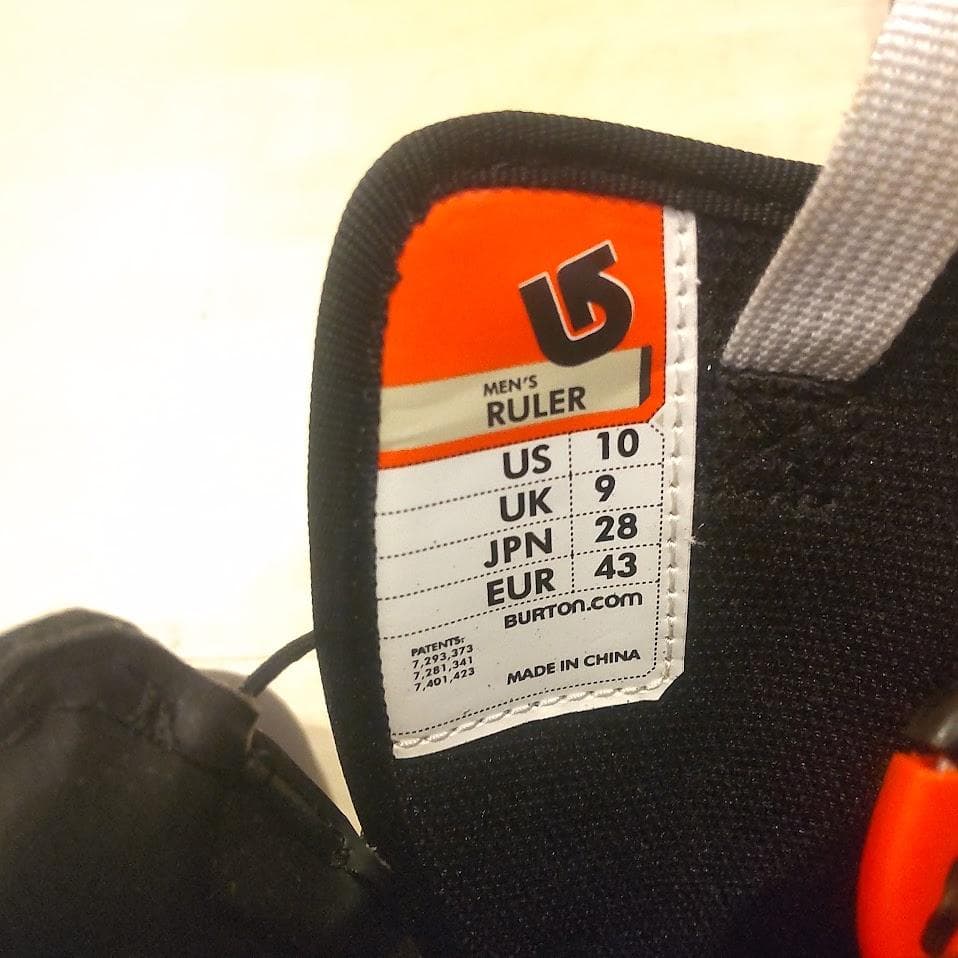 MEN'S
RULER
US 10
UK 9
JPN 28
EUR 43
BURTON.COM
PATENTS:
7,293,373
7,281,341
7,401,423
MADE IN CHINA